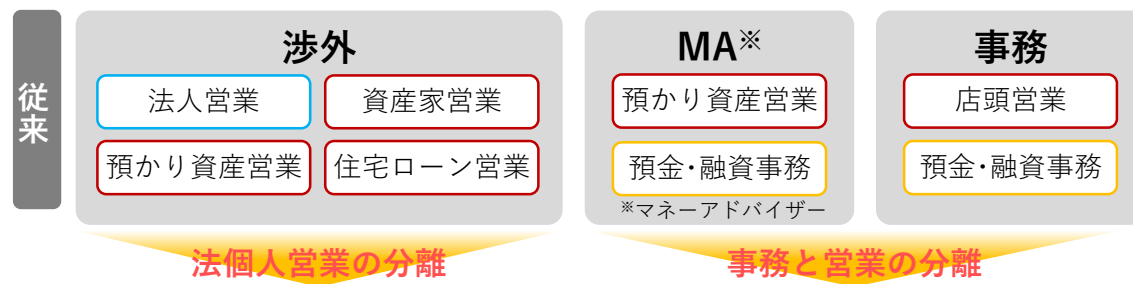 従来
渉外
法人営業
資産家営業
預かり資産営業
住宅ローン営業
MA※
預かり資産営業
預金･融資事務
※マネーアドバイザー
事務
店頭営業
預金･融資事務
法個人営業の分離
事務と営業の分離